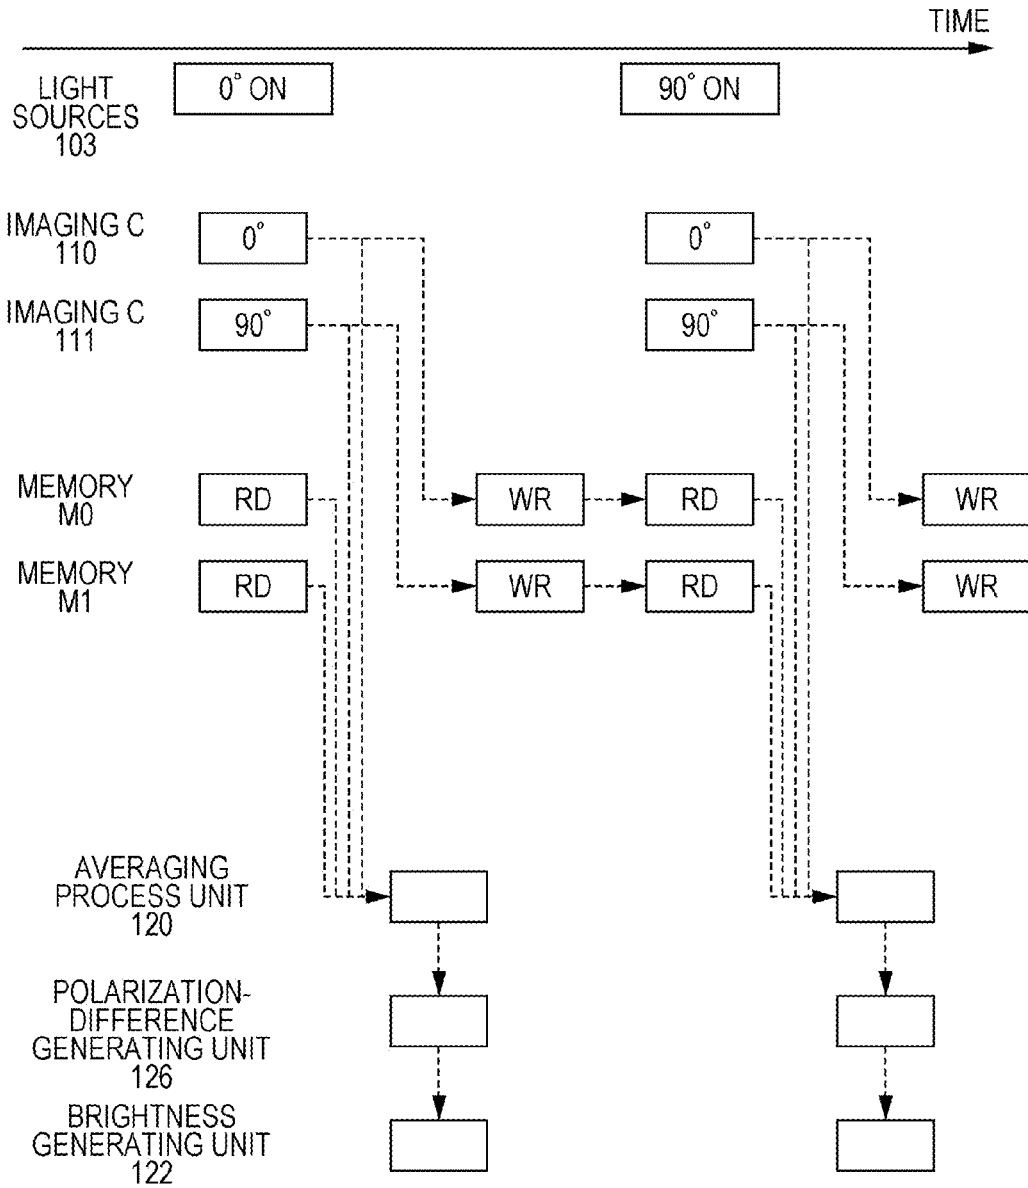 TIME
LIGHT
SOURCES
103
0° ON
90° ON
IMAGING C
110
0°
0°
IMAGING C
111
90°
90°
MEMORY
M0
RD
WR
RD
WR
MEMORY
M1
RD
WR
RD
WR
AVERAGING
PROCESS UNIT
120
POLARIZATION-
DIFFERENCE
GENERATING UNIT
126
BRIGHTNESS
GENERATING UNIT
122